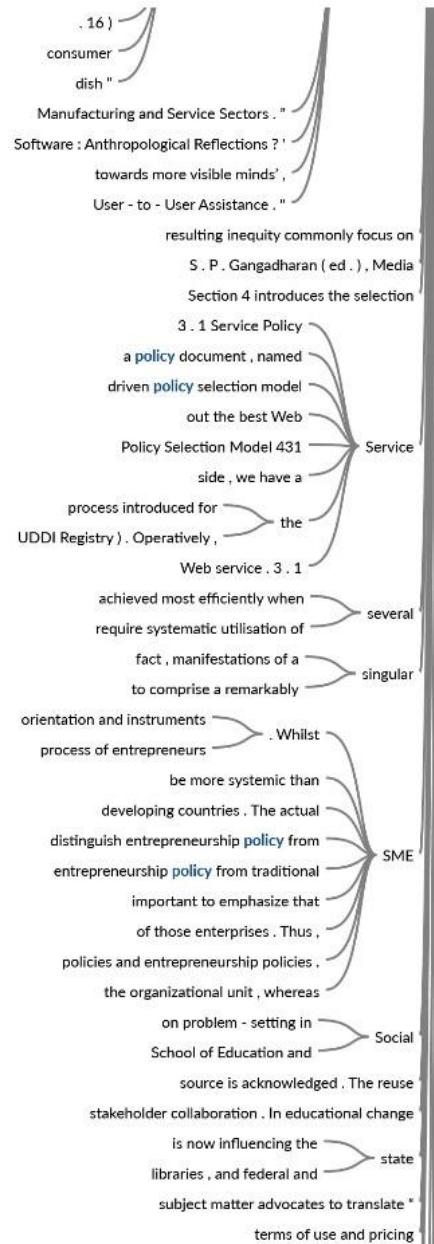 . 16 )
consumer
dish "
Manufacturing and Service Sectors . "
Software : Anthropological Reflections ? '
towards more visible minds' ,
User - to - User Assistance . "
resulting inequity commonly focus on
S . P . Gangadharan ( ed . ) , Media
Section 4 introduces the selection
3 . 1 Service Policy
a policy document , named
driven policy selection model
out the best Web
Policy Selection Model 431
Service
side , we have a
process introduced for
the
UDDI Registry ) . Operatively ,
Web service . 3 . 1
achieved most efficiently when
several
require systematic utilisation of
fact , manifestations of a
singular
to comprise a remarkably
orientation and instruments
. Whilst
process of entrepreneurs
be more systemic than
developing countries . The actual
distinguish entrepreneurship policy from
SME
entrepreneurship policy from traditional
important to emphasize that
of those enterprises . Thus ,
policies and entrepreneurship policies ,
the organizational unit , whereas
on problem - setting in
Social
School of Education and
source is acknowledged . The reuse
stakeholder collaboration . In educational change
is now influencing the
state
libraries , and federal and
subject matter advocates to translate "
terms of use and pricing